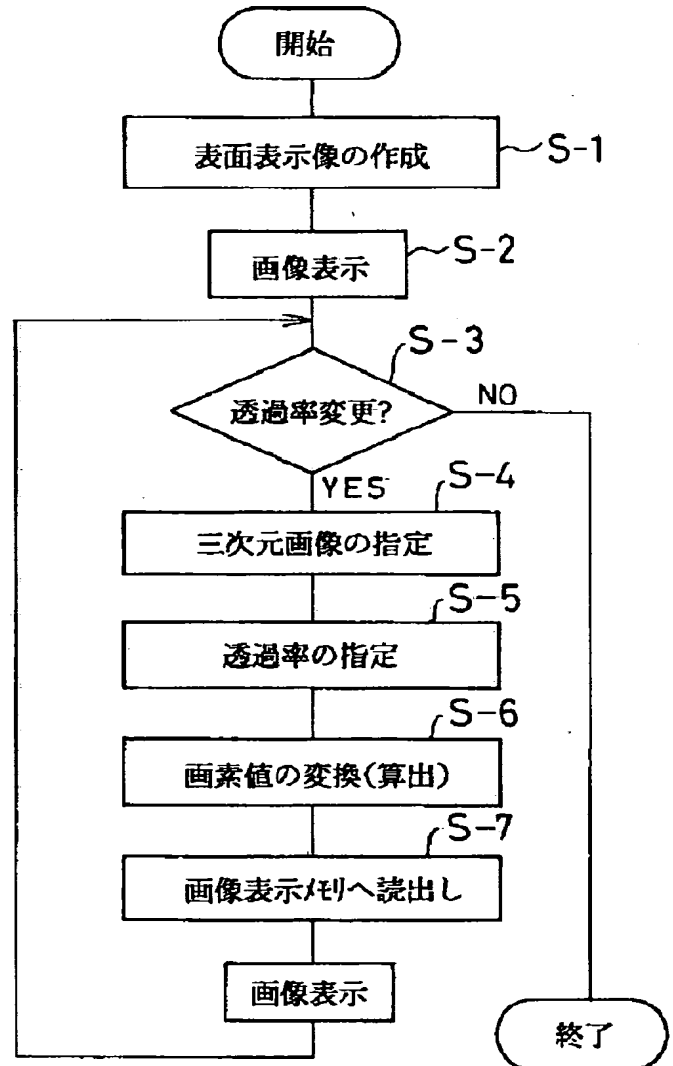 開始
表面表示像の作成
S-1
画像表示
S-2
S-3
透過率変更?
NO
YES
S-4
三次元画像の指定
S-5
透過率の指定
S-6
画素値の変換(算出)
S-7
画像表示メモリへ読出し
画像表示
終了